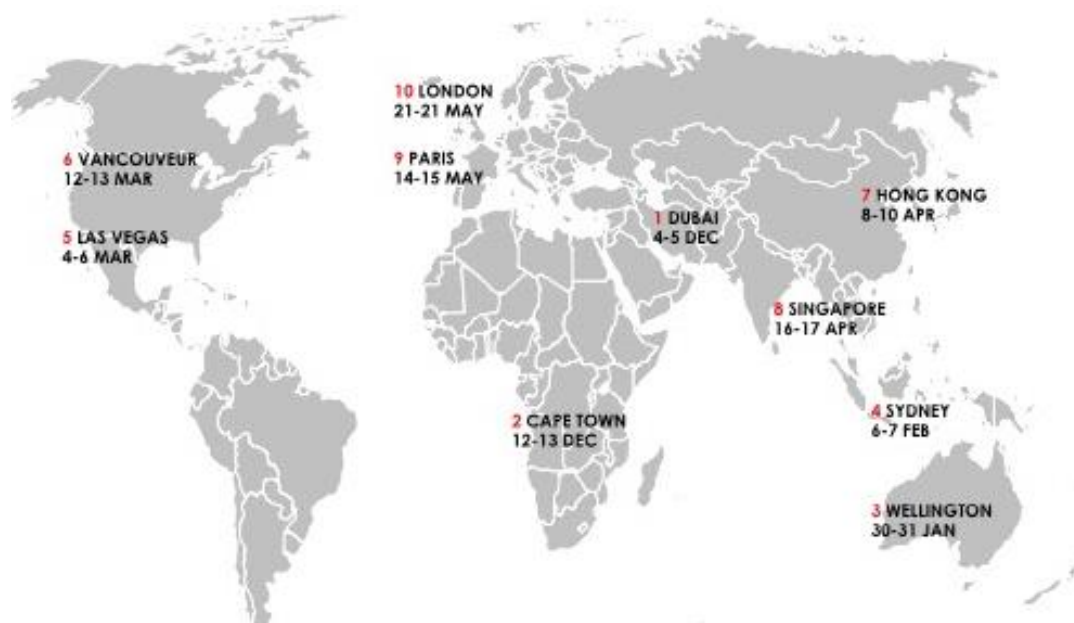 10 LONDON
21-21 MAY
6 VANCOUVEUR
12-13 MAR
9 PARIS
14-15 MAY
7 HONG KONG
8-10 APR
1 DUBAI
4-5 DEC
5 LAS VEGAS
4-6 MAR
8 SINGAPORE
16-17 APR
4 SYDNEY
6-7 FEB
2 CAPE TOWN
12-13 DEC
3 WELLINGTON
30-31 JAN